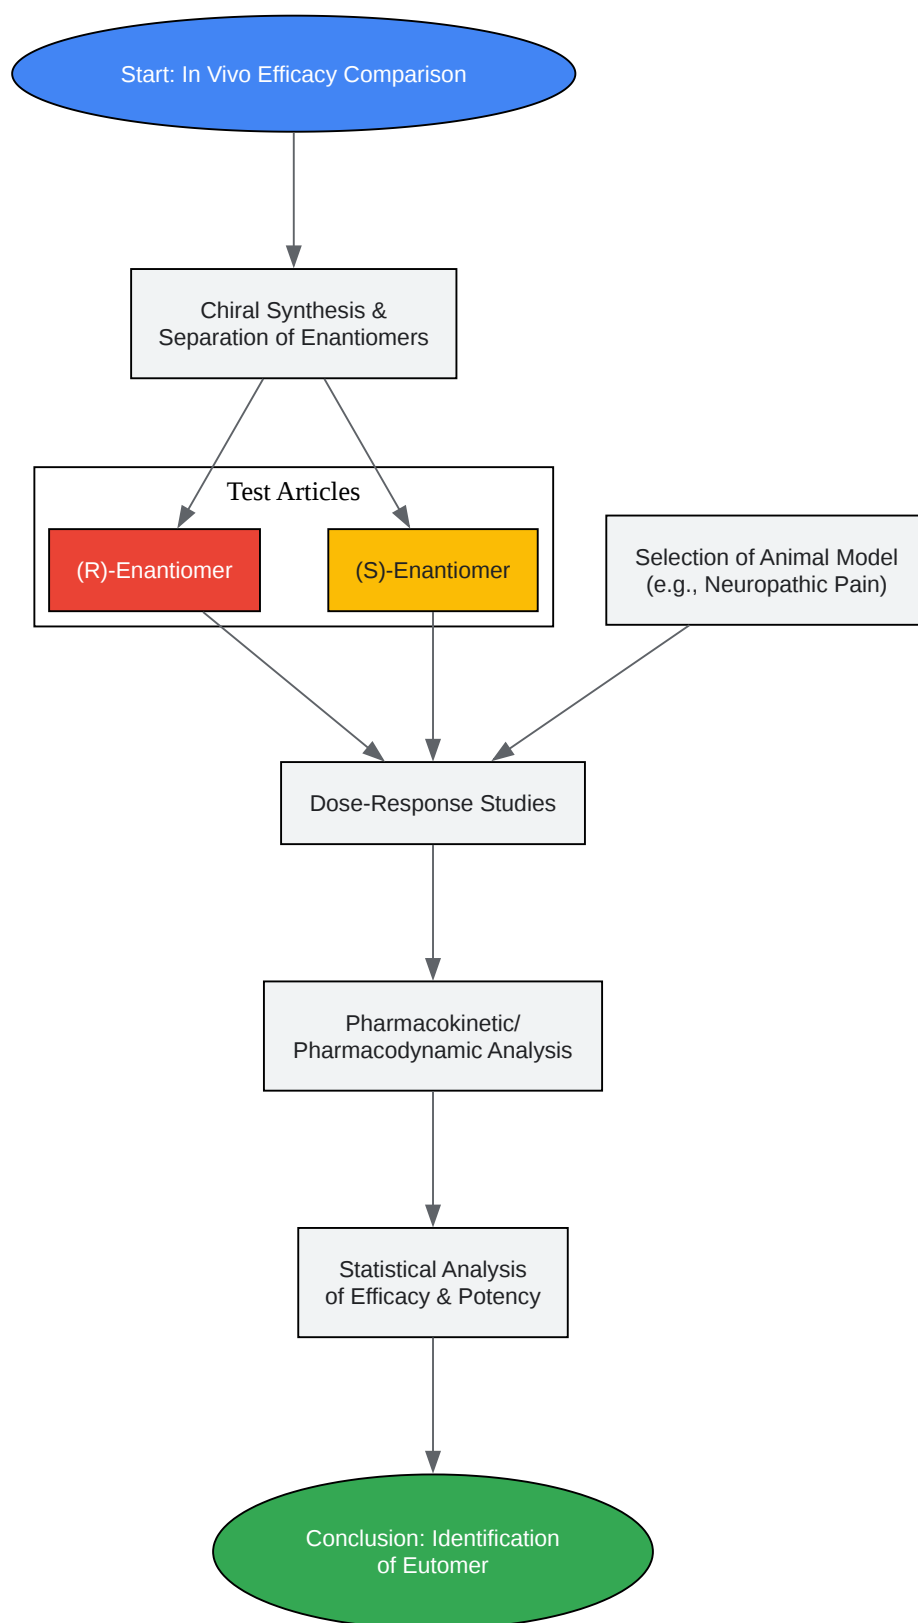 Start: In Vivo Efficacy Comparison
Chiral Synthesis &
Separation of Enantiomers
Test Articles
(R)-Enantiomer
(S)-Enantiomer
Selection of Animal Model
(e.g., Neuropathic Pain)
Dose-Response Studies
Pharmacokinetic/
Pharmacodynamic Analysis
Statistical Analysis
of Efficacy & Potency
Conclusion: Identification
of Eutomer